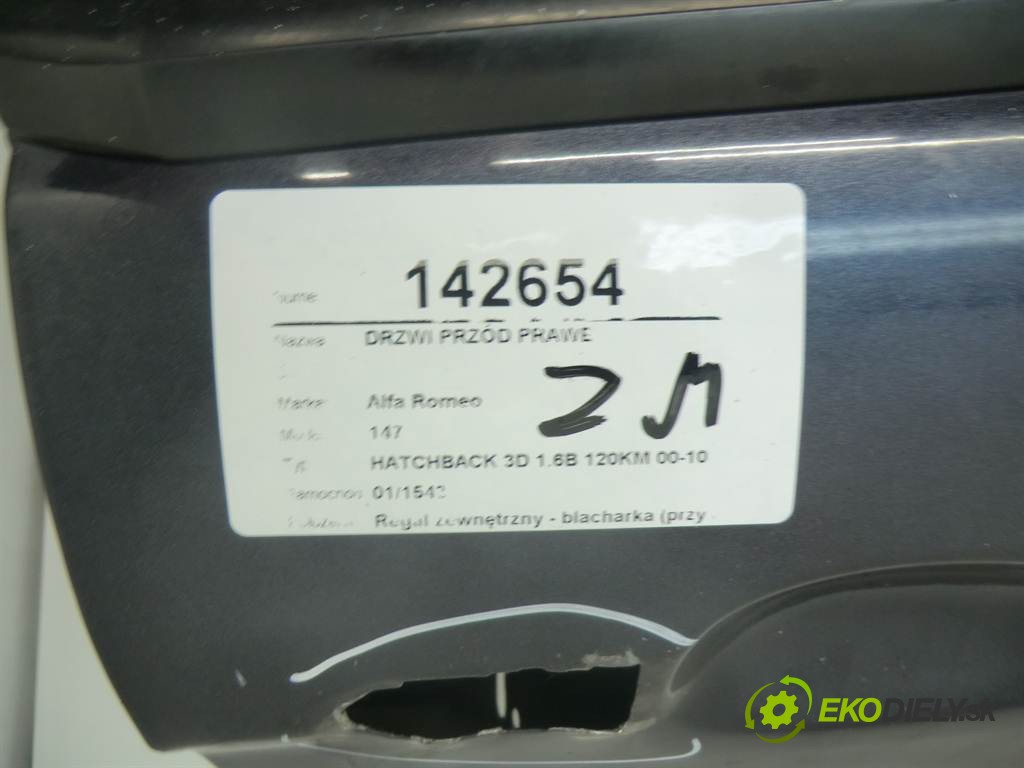 142654
Nazwa DRZWI PRZÓD PRAWE
Marka Alfa Romeo
147
HATCHBACK 3D 1.6B 120KM 00-10
01/1543
Regał zewnętrzny - blacharka (przy
EKODIELY.sk